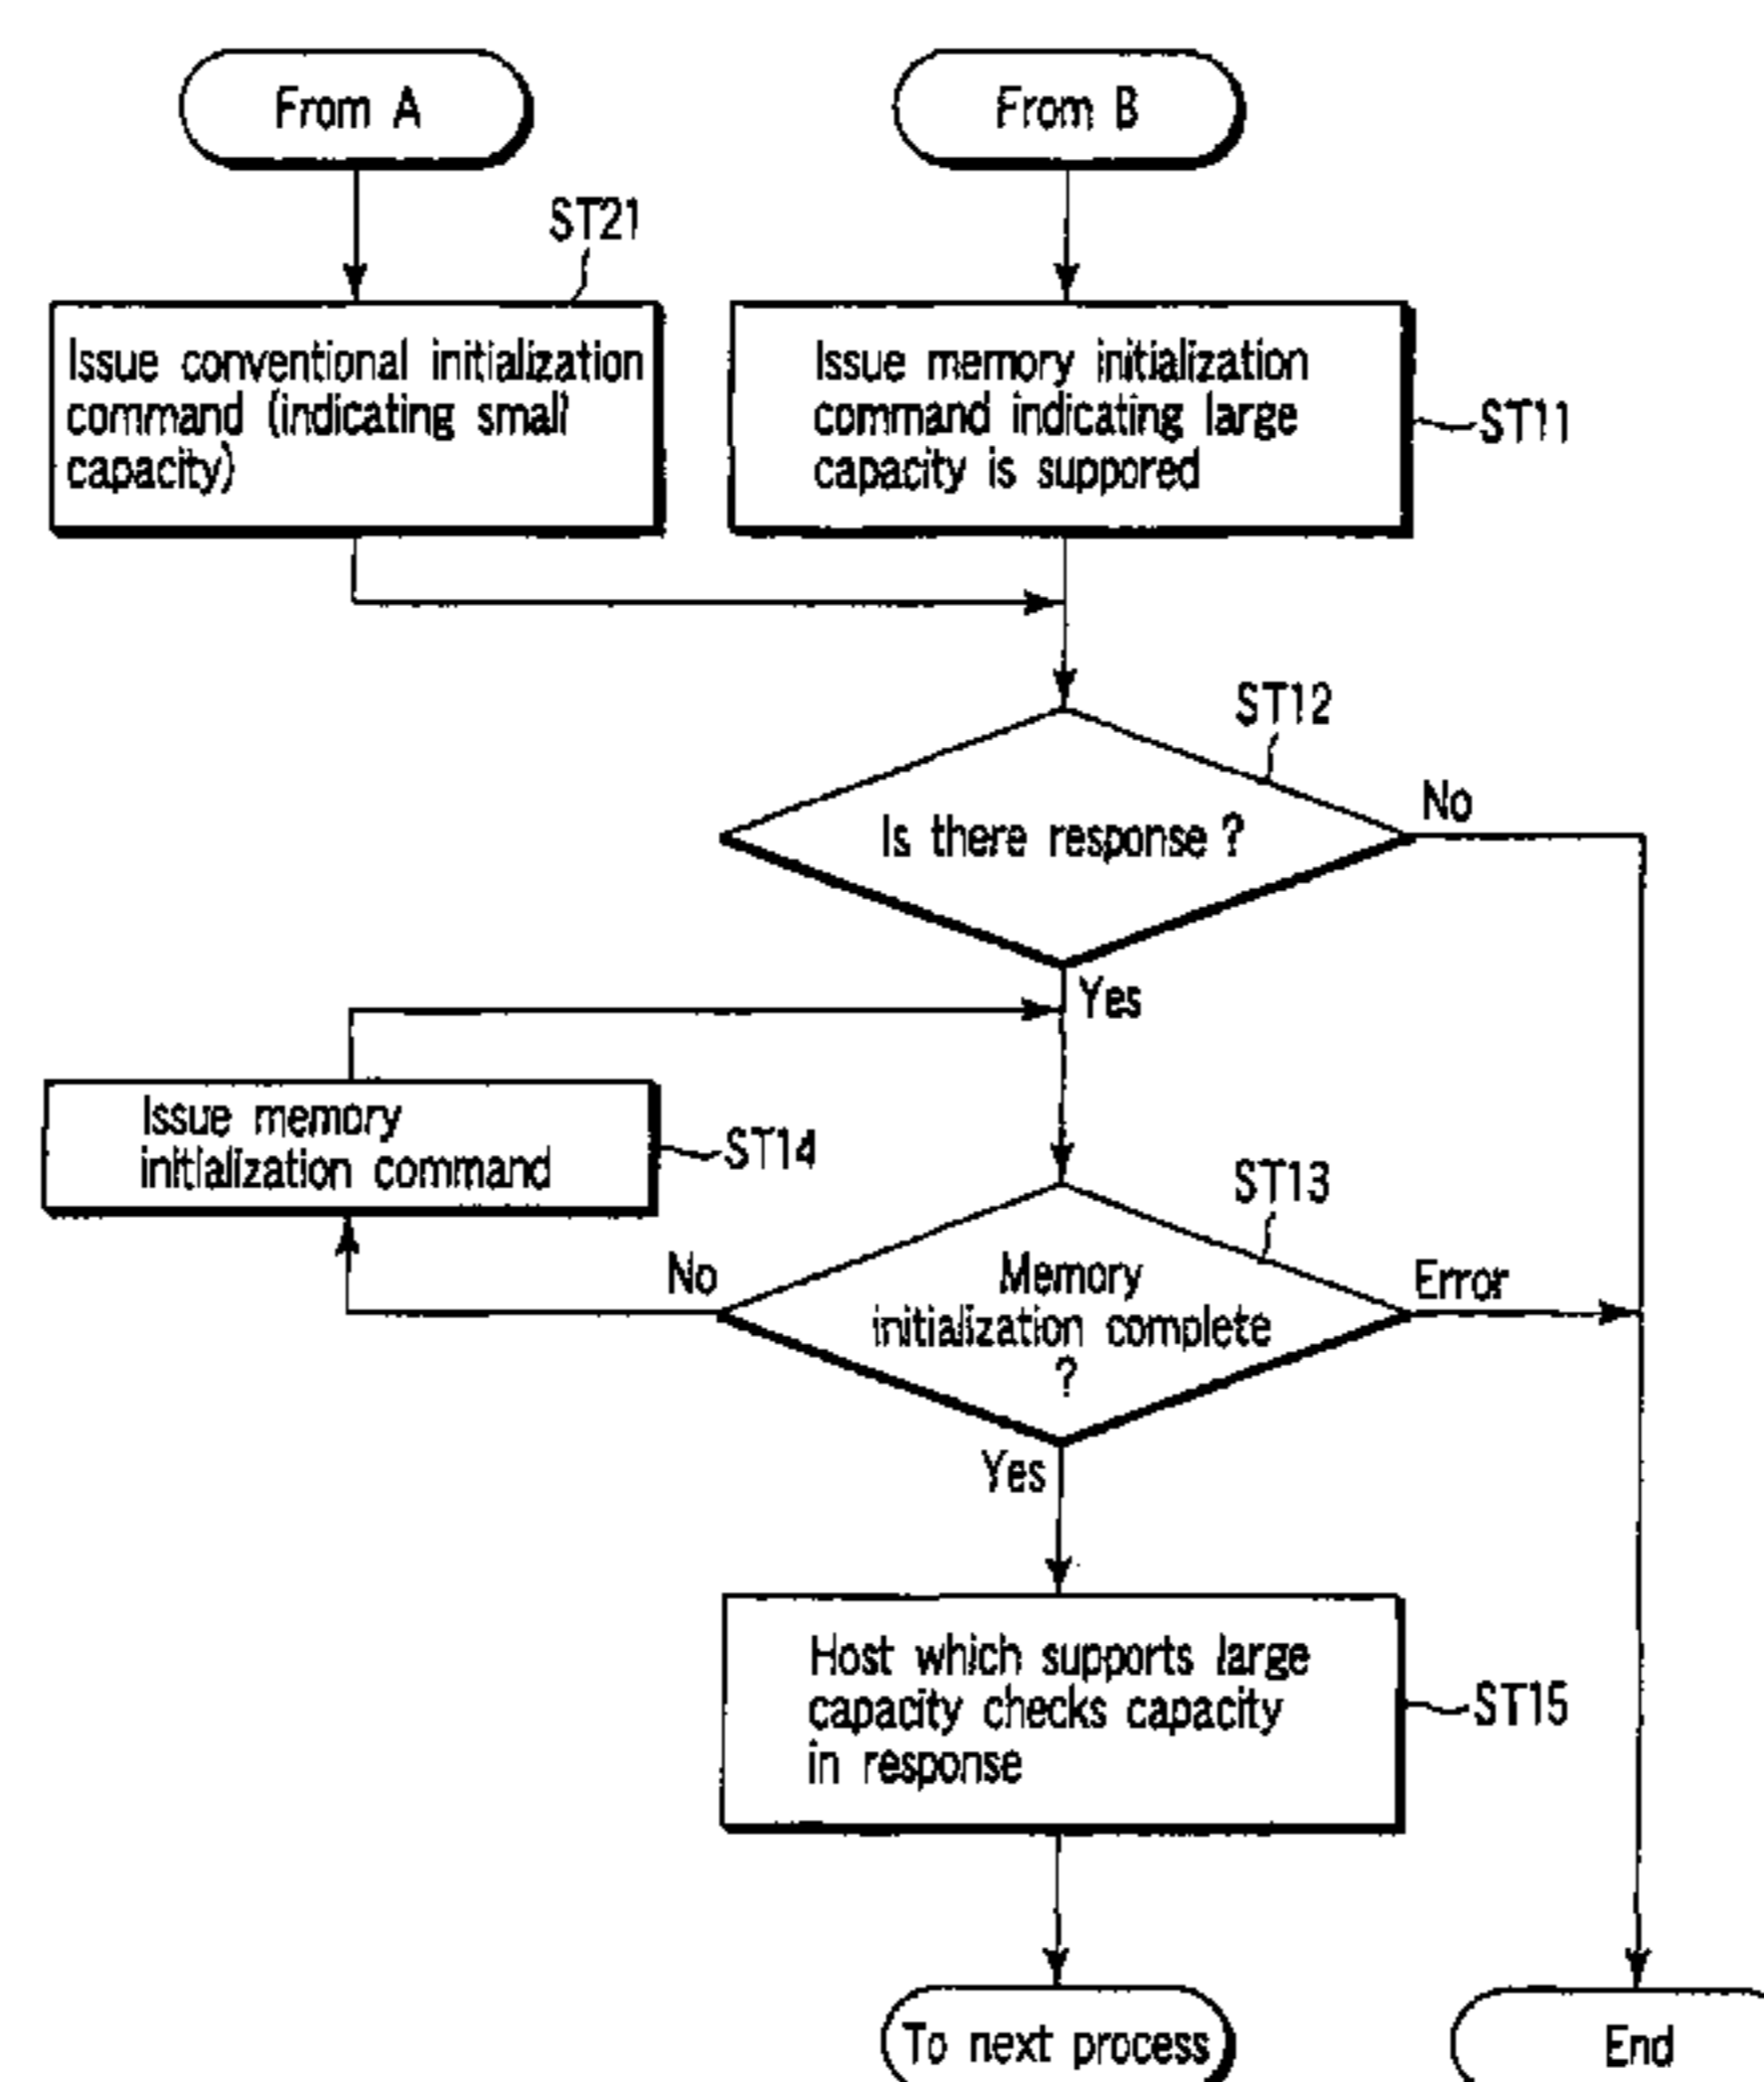 From A
From B
ST21
Issue conventional initialization
command (indicating small
capacity)
Issue memory initialization
command indicating large
capacity is suppored
ST11
ST12
Is there response ?
No
Yes
Issue memory
initialization command
ST14
ST13
No
Memory
initialization complete
?
Error
Yes
Host which supports large
capacity checks capacity
in response
ST15
To next process
End